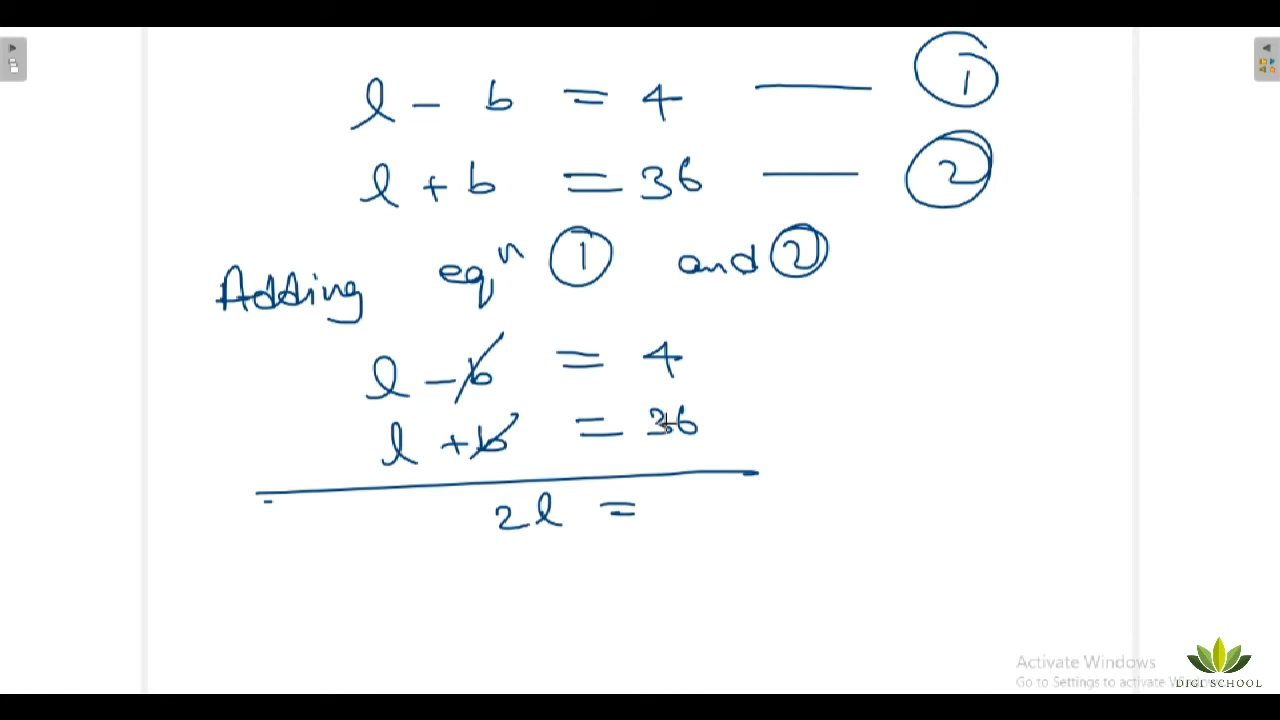 l - b = 4 —— ①
l + b = 36 —— ②
Adding eqⁿ ① and ②
l - b = 4
l + b = 36
2l =
Activate Windows
Go to Settings to activate Windows.
DIGI SCHOOL